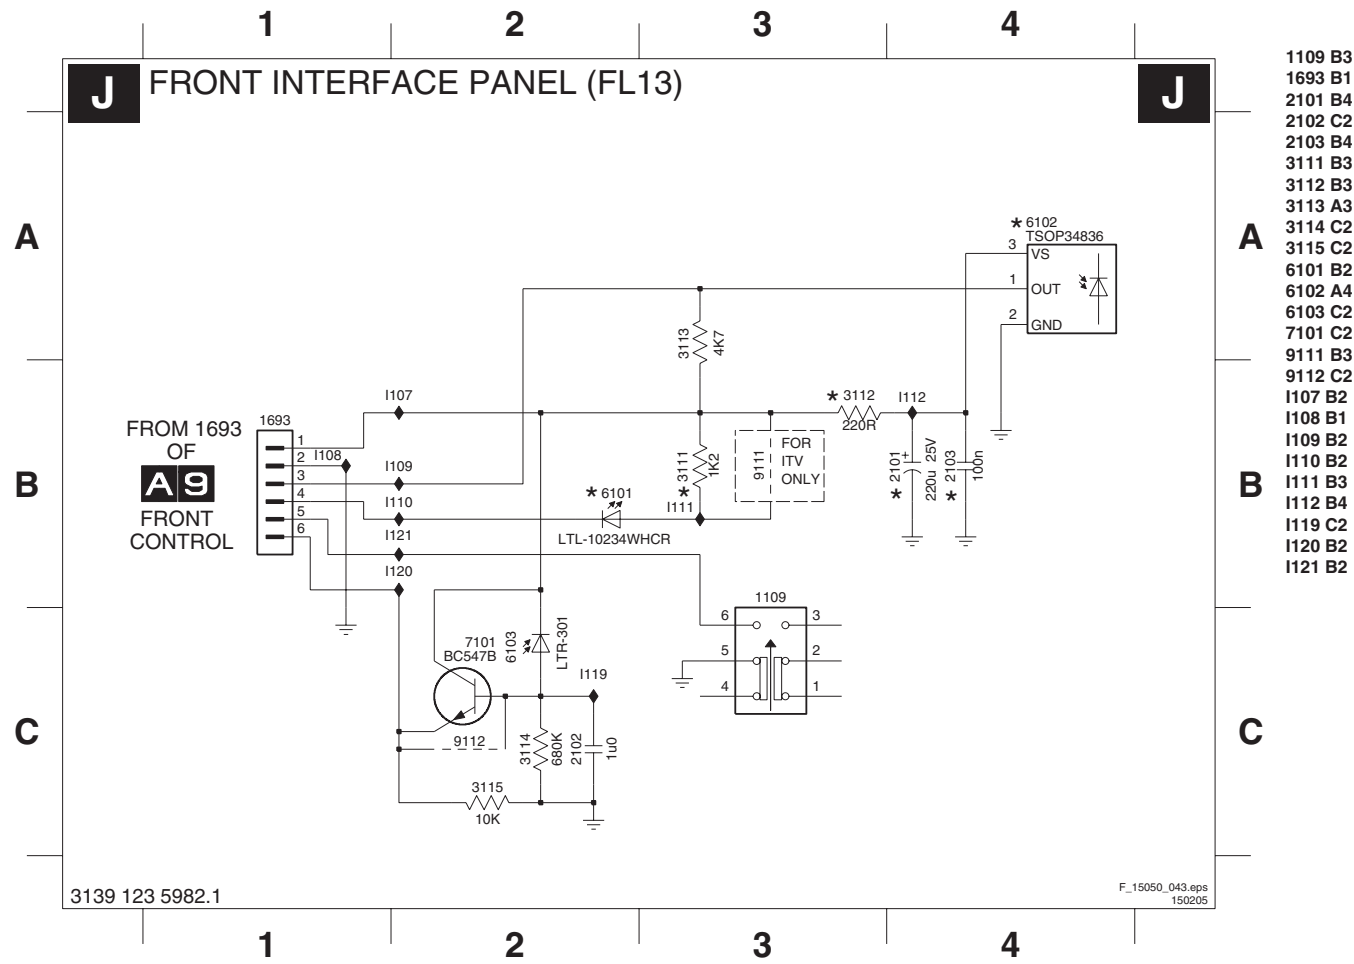 1 2 3 4
J FRONT INTERFACE PANEL (FL13) J
1109 B3
1693 B1
2101 B4
2102 C2
2103 B4
3111 B3
3112 B3
3113 A3
3114 C2
3115 C2
6101 B2
6102 A4
6103 C2
7101 C2
9111 B3
9112 C2
I107 B2
I108 B1
I109 B2
I110 B2
I111 B3
I112 B4
I119 C2
I120 B2
I121 B2
A A
* 6102
TSOP34836
3 VS
1 OUT
2 GND
3113
4K7
I107
* 3112
220R
I112
FROM 1693
OF
A 9
FRONT
CONTROL
1693
1
2
3
4
5
6
I108
I109
I110
I121
I120
B B
* 6101
LTL-10234WHCR
* 3111
1K2
I111
9111
FOR
ITV
ONLY
* 2101
+
220u 25V
* 2103
100n
1109
6 3
5 2
4 1
7101
BC547B
6103
LTR-301
I119
C C
9112
3114
680K
2102
1u0
3115
10K
3139 123 5982.1
F_15050_043.eps
150205
1 2 3 4